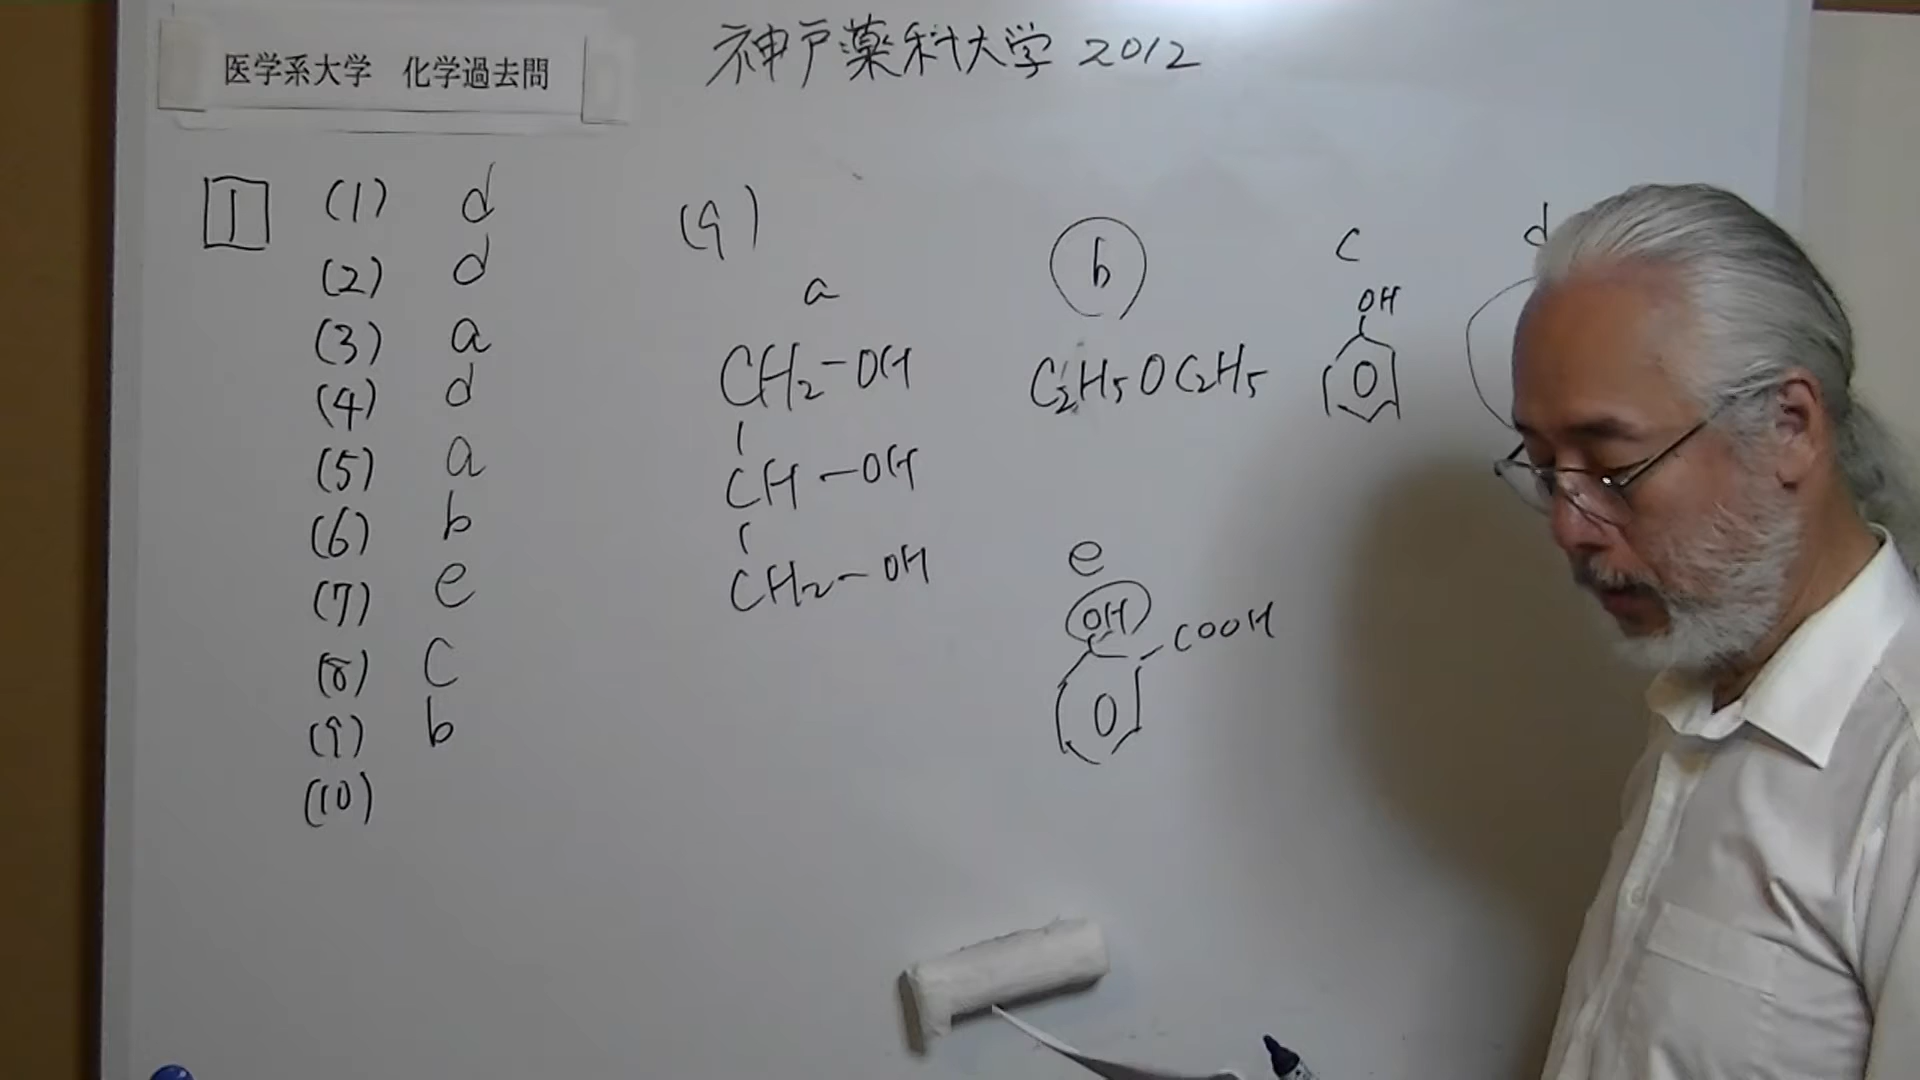 医学系大学 化学過去問
神戸薬科大学 2012
1
(1) d
(2) d
(3) a
(4) d
(5) a
(6) b
(7) e
(8) c
(9) b
(10)
(9)
a
CH2-OH
CH-OH
CH2-OH
b
C2H5OC2H5
c
OH
d
e
OH
COOH